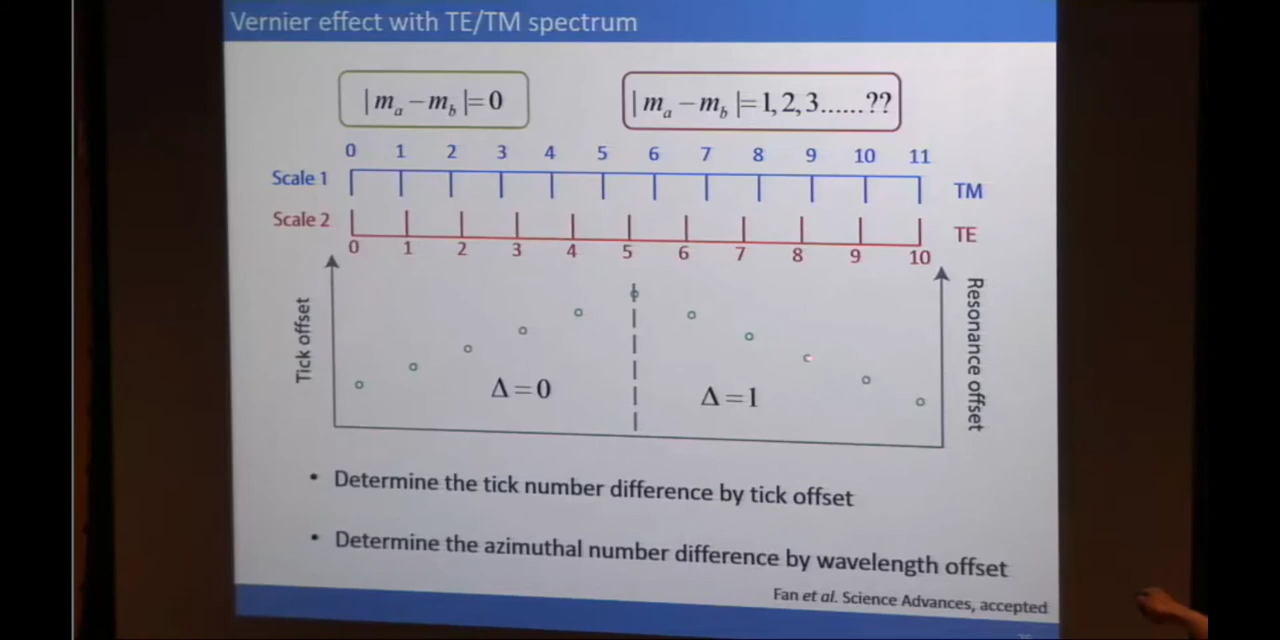 Vernier effect with TE/TM spectrum
|mₐ − m_b|=0
|mₐ − m_b|=1,2,3......??
0 1 2 3 4 5 6 7 8 9 10 11
Scale 1 TM
Scale 2 TE
0 1 2 3 4 5 6 7 8 9 10
Tick offset
Resonance offset
Δ=0
Δ=1
• Determine the tick number difference by tick offset
• Determine the azimuthal number difference by wavelength offset
Fan et al. Science Advances, accepted